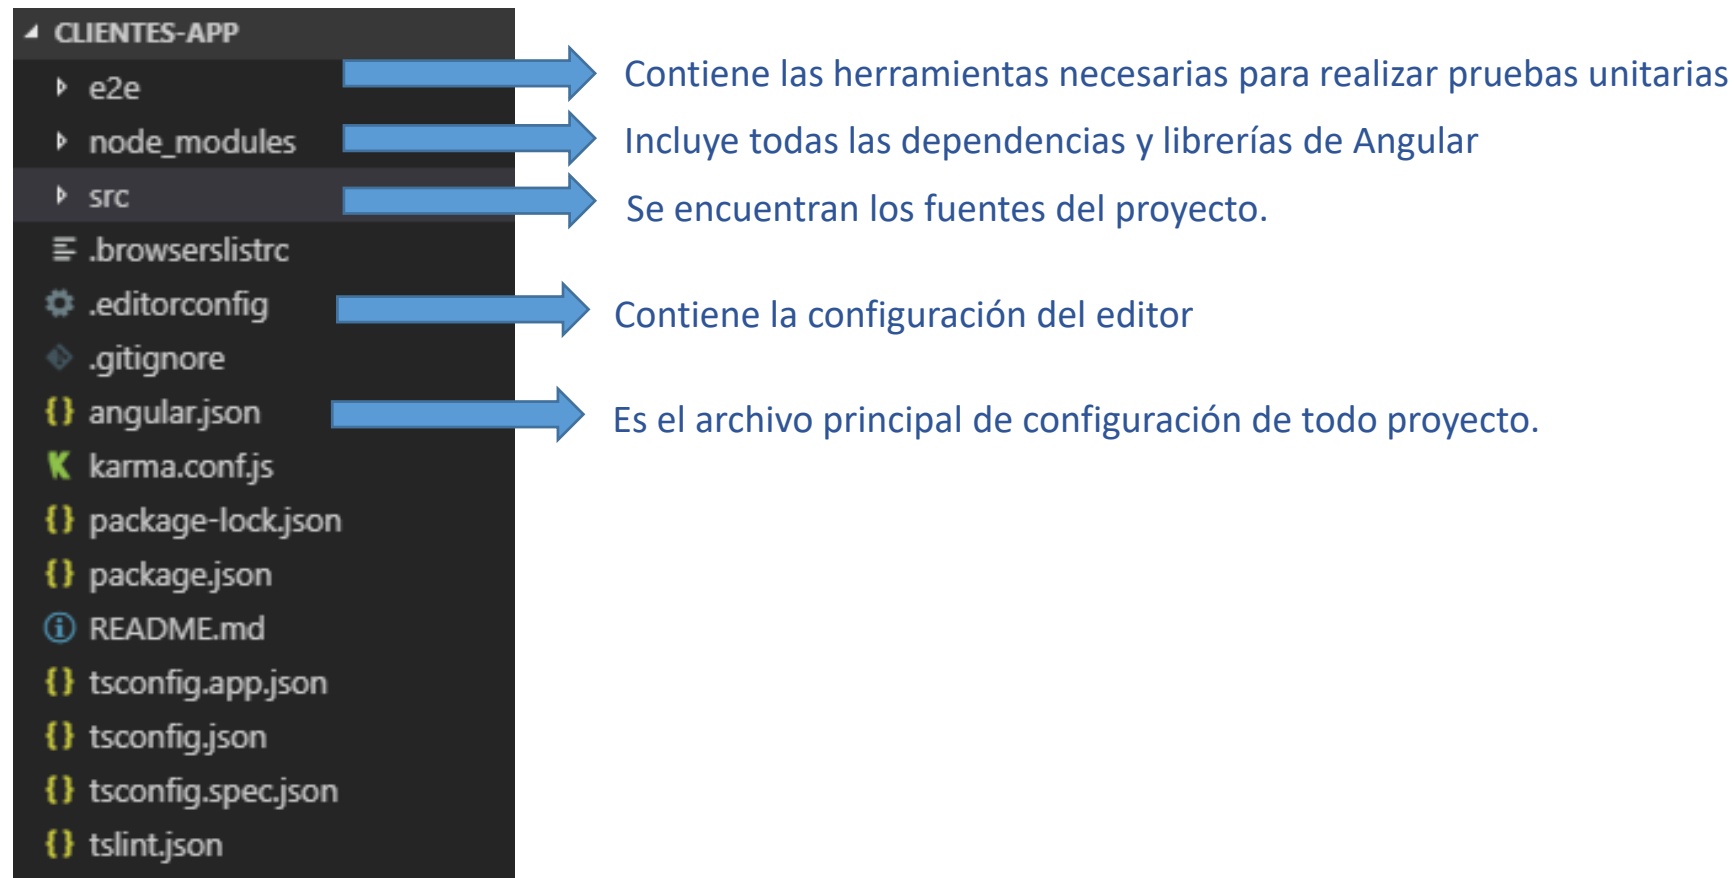 CLIENTES-APP
e2e
Contiene las herramientas necesarias para realizar pruebas unitarias
node_modules
Incluye todas las dependencias y librerías de Angular
src
Se encuentran los fuentes del proyecto.
.browserslistrc
.editorconfig
Contiene la configuración del editor
.gitignore
angular.json
Es el archivo principal de configuración de todo proyecto.
karma.conf.js
package-lock.json
package.json
README.md
tsconfig.app.json
tsconfig.json
tsconfig.spec.json
tslint.json